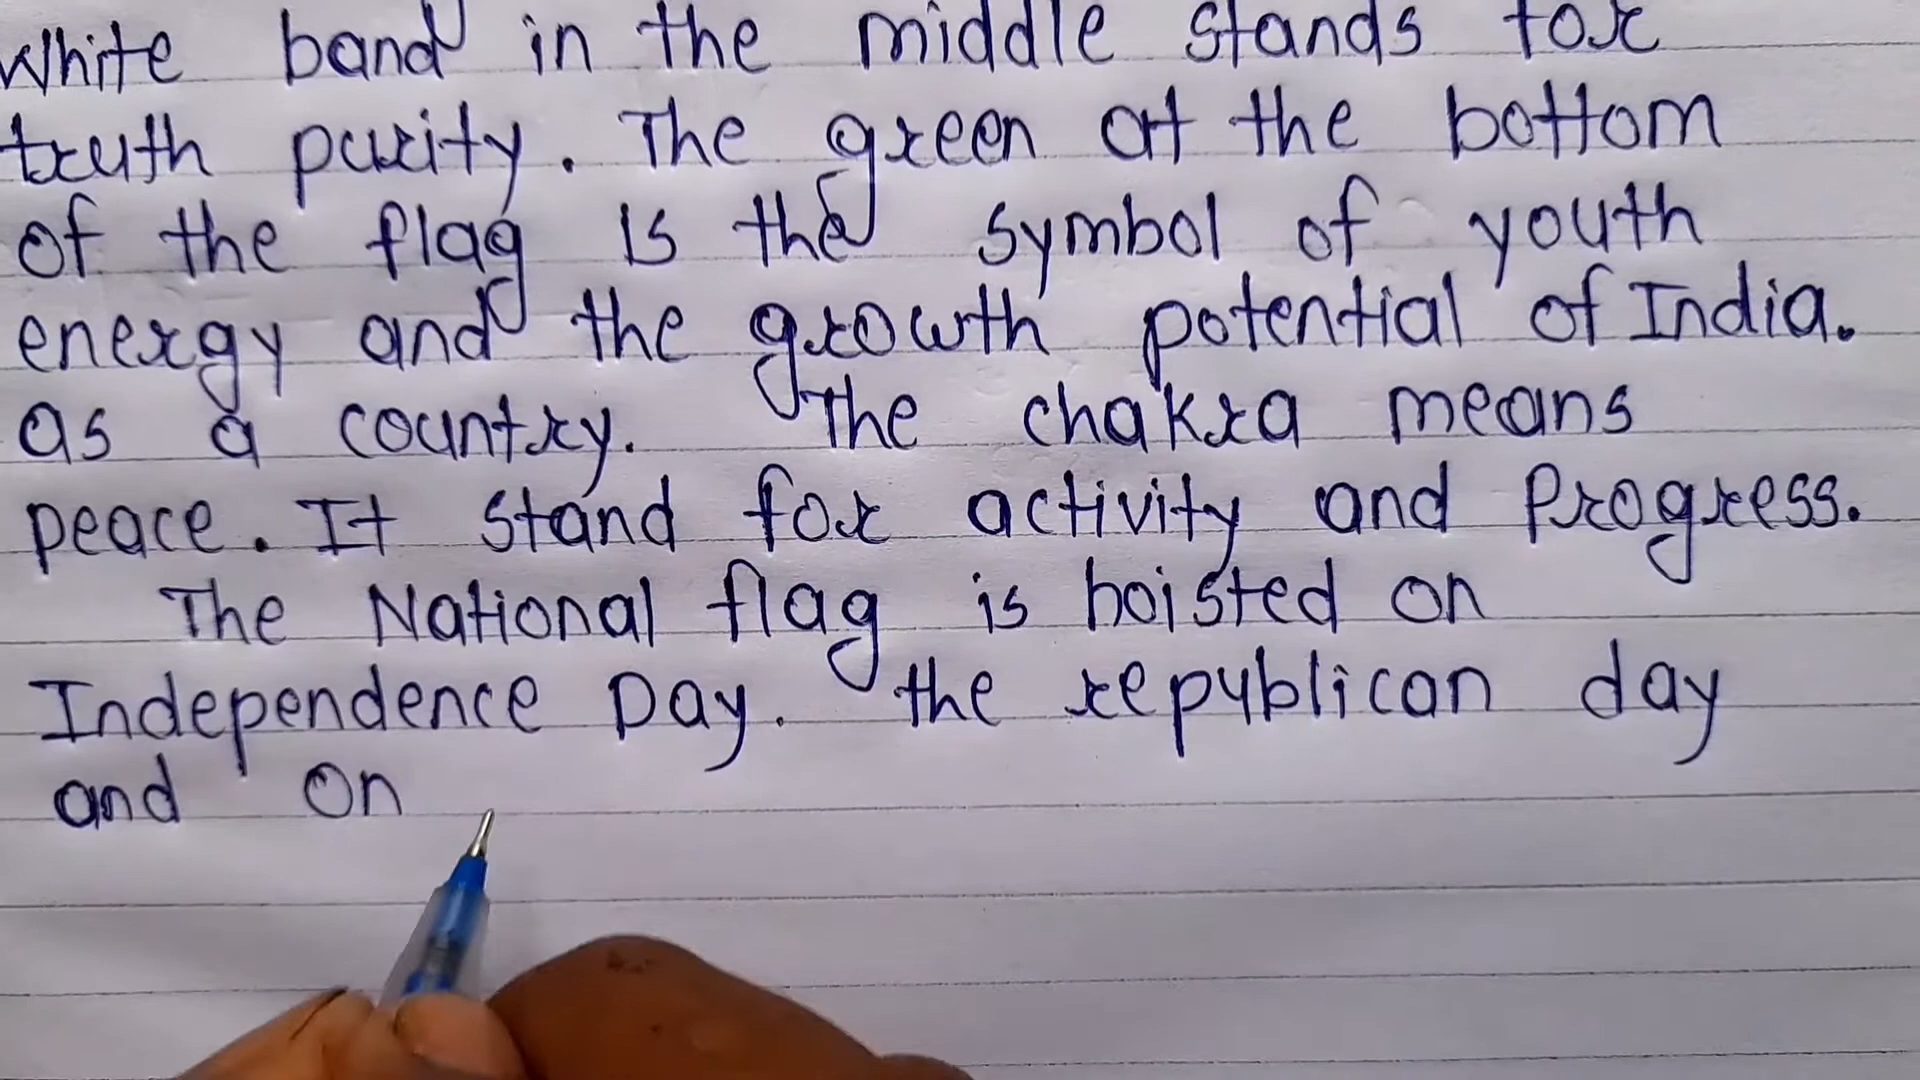 White band in the middle stands for
truth purity. The green at the bottom
of the flag is the symbol of youth
energy and the growth potential of India.
as a country. The chakra means
peace. It stand for activity and Progress.
The National flag is hoisted on
Independence Day. the republican day
and on